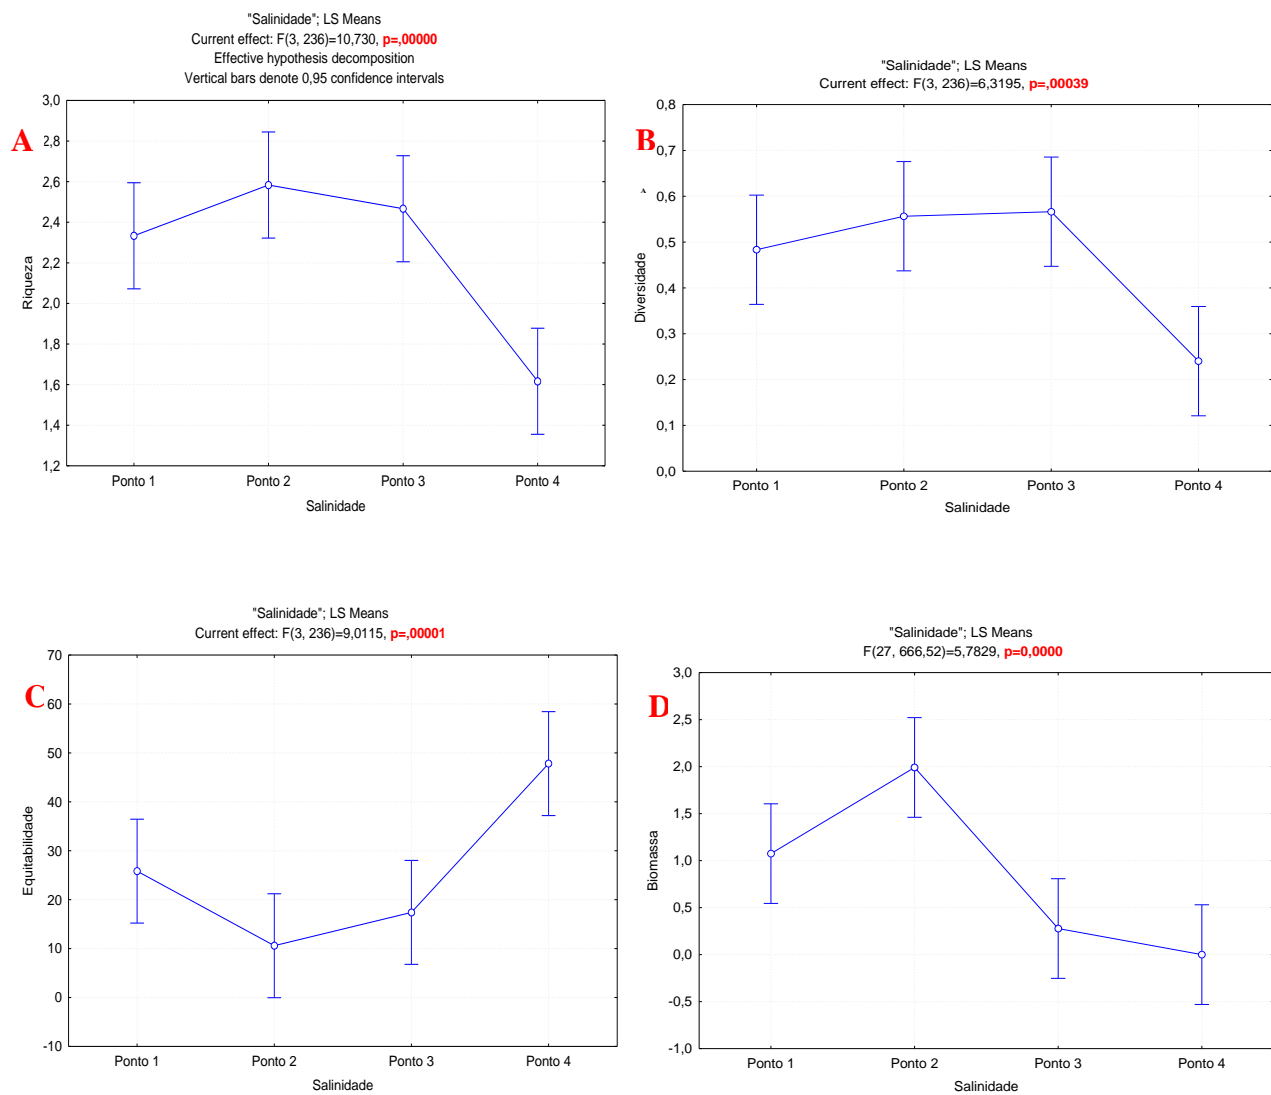 "Salinidade"; LS Means
Current effect: F(3, 236)=10,730, p=,00000
Effective hypothesis decomposition
Vertical bars denote 0,95 confidence intervals
A
3,0
2,8
2,6
2,4
2,2
2,0
1,8
1,6
1,4
1,2
Riqueza
Ponto 1 Ponto 2 Ponto 3 Ponto 4
Salinidade
"Salinidade"; LS Means
Current effect: F(3, 236)=6,3195, p=,00039
B
0,8
0,7
0,6
0,5
0,4
0,3
0,2
0,1
0,0
Diversidade
Ponto 1 Ponto 2 Ponto 3 Ponto 4
Salinidade
"Salinidade"; LS Means
Current effect: F(3, 236)=9,0115, p=,00001
C
70
60
50
40
30
20
10
0
-10
Equitabilidade
Ponto 1 Ponto 2 Ponto 3 Ponto 4
Salinidade
"Salinidade"; LS Means
F(27, 666,52)=5,7829, p=0,0000
D
3,0
2,5
2,0
1,5
1,0
0,5
0,0
-0,5
-1,0
Biomassa
Ponto 1 Ponto 2 Ponto 3 Ponto 4
Salinidade